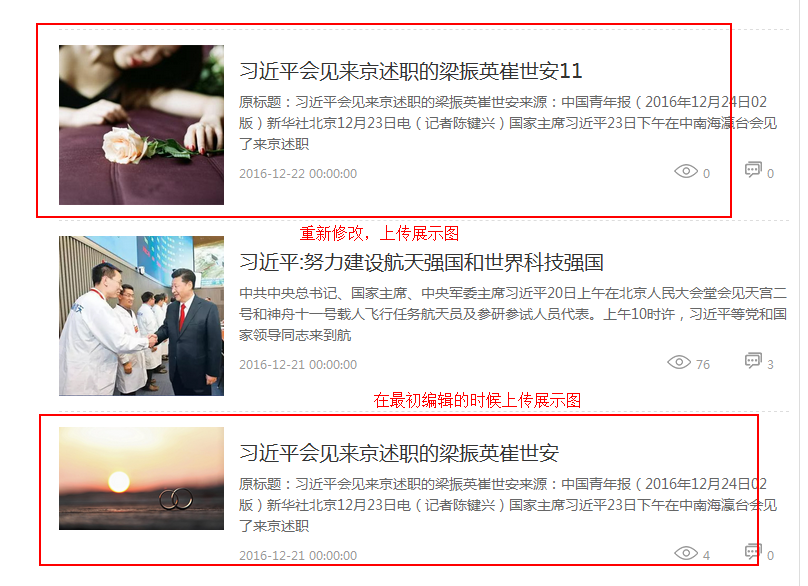 习近平会见来京述职的梁振英崔世安11
原标题：习近平会见来京述职的梁振英崔世安来源：中国青年报（2016年12月24日02
版）新华社北京12月23日电（记者陈键兴）国家主席习近平23日下午在中南海瀛台会见
了来京述职
2016-12-22 00:00:00 0 0
重新修改，上传展示图
习近平:努力建设航天强国和世界科技强国
中共中央总书记、国家主席、中央军委主席习近平20日上午在北京人民大会堂会见天宫二
号和神舟十一号载人飞行任务航天员及参研参试人员代表。上午10时许，习近平等党和国
家领导同志来到航
2016-12-21 00:00:00 76 3
在最初编辑的时候上传展示图
习近平会见来京述职的梁振英崔世安
原标题：习近平会见来京述职的梁振英崔世安来源：中国青年报（2016年12月24日02
版）新华社北京12月23日电（记者陈键兴）国家主席习近平23日下午在中南海瀛台会见
了来京述职
2016-12-21 00:00:00 4 0